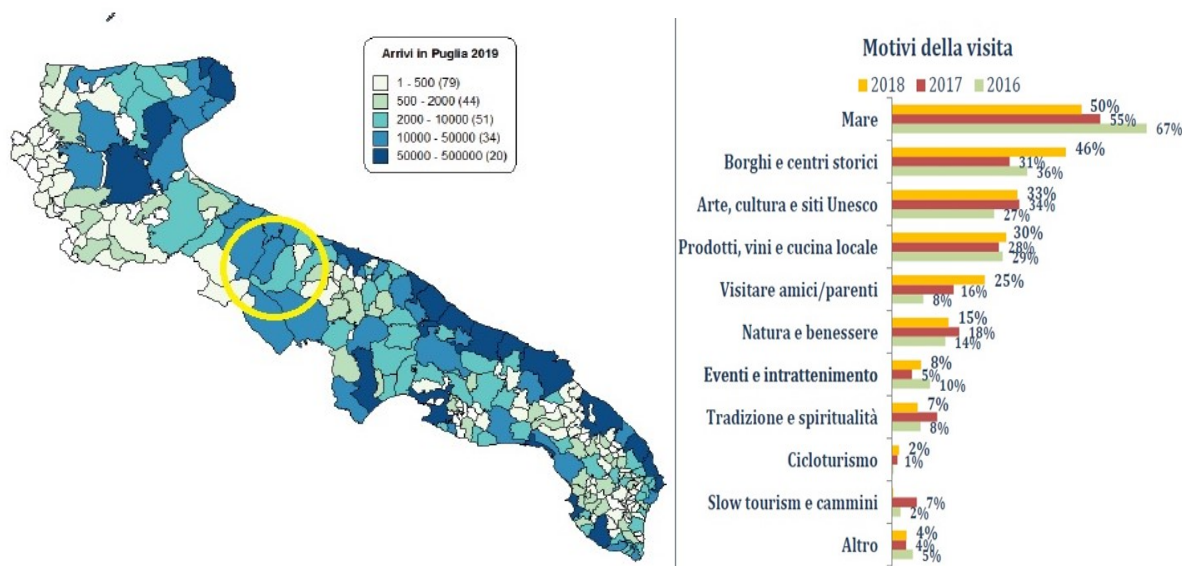 Arrivi in Puglia 2019
1 - 500 (79)
500 - 2000 (44)
2000 - 10000 (51)
10000 - 50000 (34)
50000 - 500000 (20)
Motivi della visita
2018 2017 2016
Mare
50%
55%
67%
Borghi e centri storici
46%
31%
36%
Arte, cultura e siti Unesco
33%
34%
27%
Prodotti, vini e cucina locale
30%
28%
29%
Visitare amici/parenti
25%
16%
8%
Natura e benessere
15%
18%
14%
Eventi e intrattenimento
8%
5%
10%
Tradizione e spiritualità
7%
8%
Cicloturismo
2%
1%
Slow tourism e cammini
7%
2%
Altro
4%
4%
5%